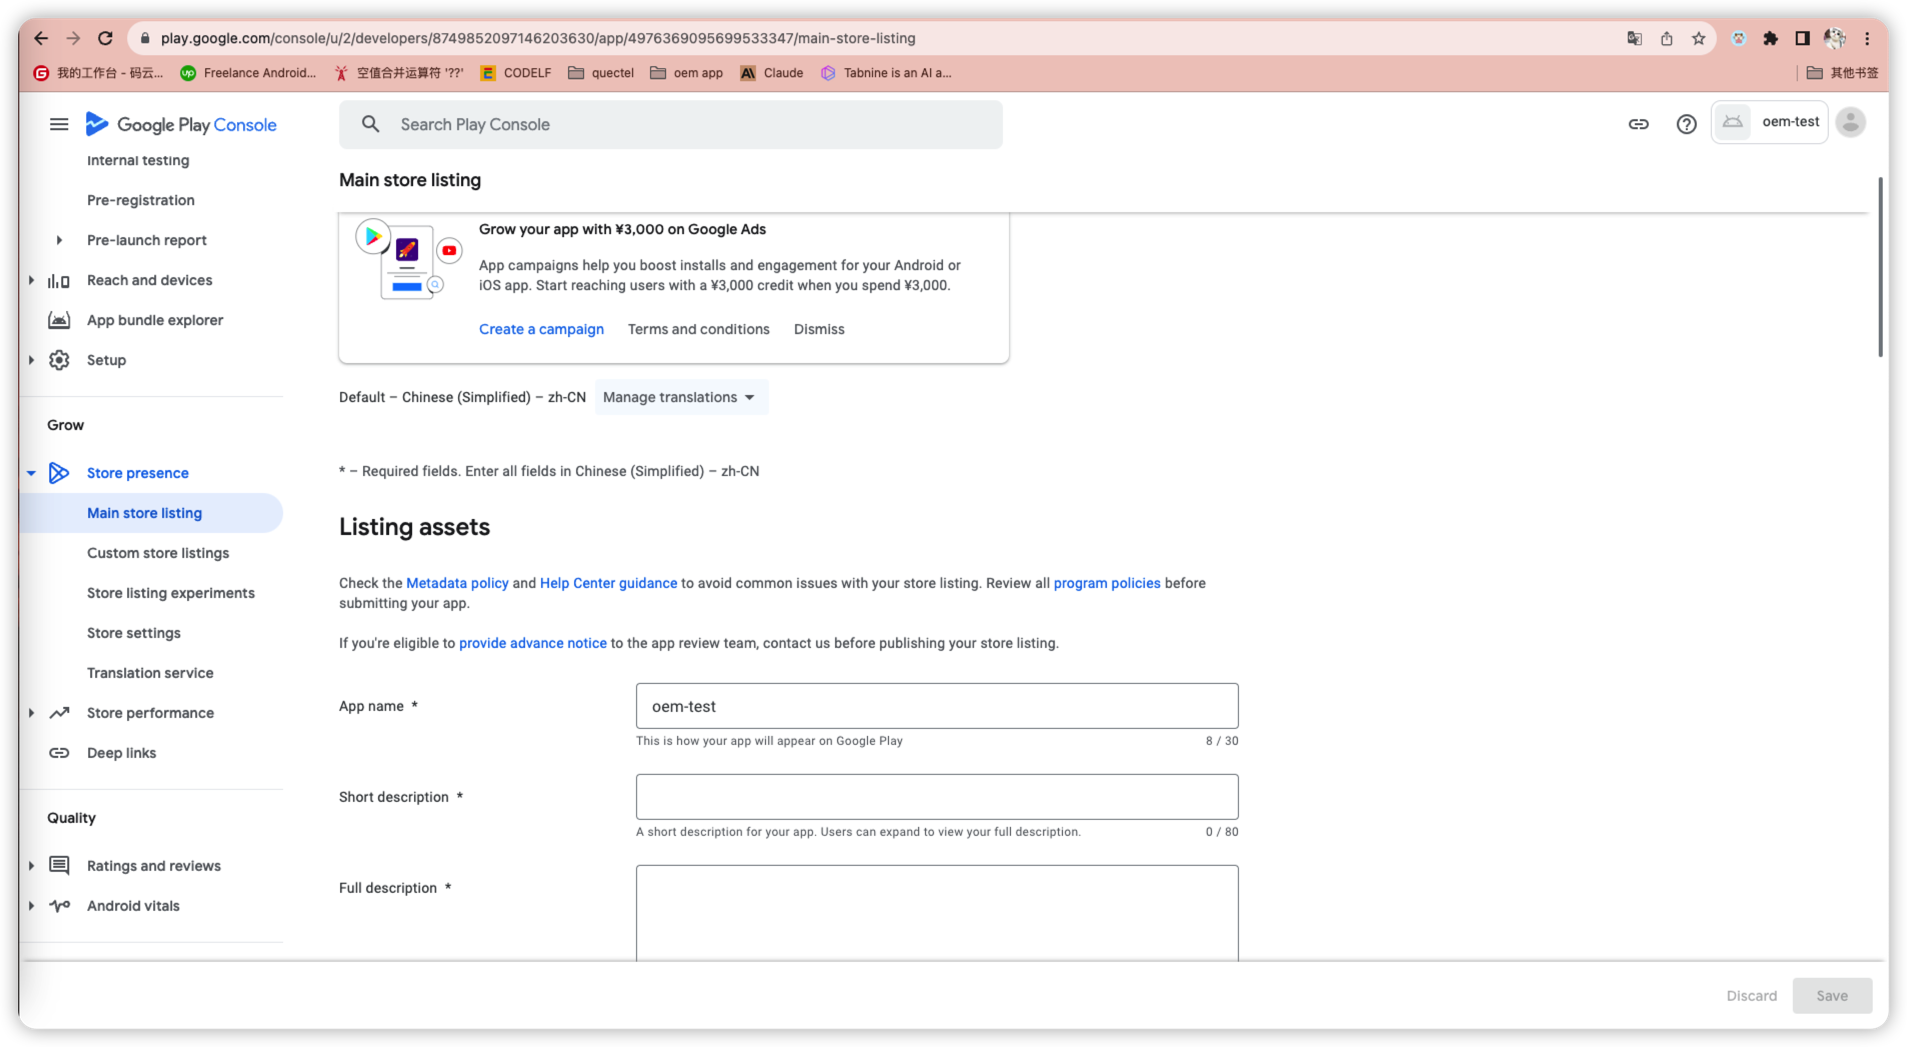 play.google.com/console/u/2/developers/8749852097146203630/app/4976369095699533347/main-store-listing
我的工作台 - 码云... Freelance Android... 空值合并运算符 '??' CODELF quectel oem app Claude Tabnine is an AI a... 其他书签
Google Play Console
Search Play Console
oem-test
Internal testing
Pre-registration
Pre-launch report
Reach and devices
App bundle explorer
Setup
Grow
Store presence
Main store listing
Custom store listings
Store listing experiments
Store settings
Translation service
Store performance
Deep links
Quality
Ratings and reviews
Android vitals
Main store listing
Grow your app with ¥3,000 on Google Ads
App campaigns help you boost installs and engagement for your Android or
iOS app. Start reaching users with a ¥3,000 credit when you spend ¥3,000.
Create a campaign Terms and conditions Dismiss
Default – Chinese (Simplified) – zh-CN Manage translations
* – Required fields. Enter all fields in Chinese (Simplified) – zh-CN
Listing assets
Check the Metadata policy and Help Center guidance to avoid common issues with your store listing. Review all program policies before
submitting your app.
If you're eligible to provide advance notice to the app review team, contact us before publishing your store listing.
App name *
oem-test
This is how your app will appear on Google Play 8 / 30
Short description *
A short description for your app. Users can expand to view your full description. 0 / 80
Full description *
Discard Save